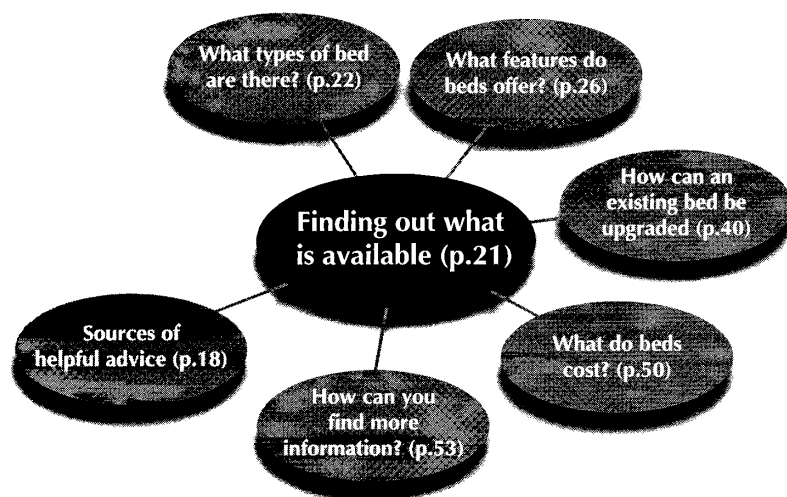 What types of bed
are there? (p.22)
What features do
beds offer? (p.26)
How can an
existing bed be
upgraded (p.40)
Finding out what
is available (p.21)
Sources of
helpful advice (p.18)
What do beds
cost? (p.50)
How can you
find more
information? (p.53)